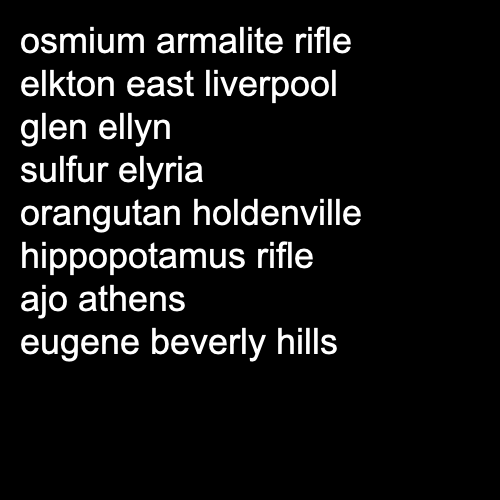 osmium armalite rifle
elkton east liverpool
glen ellyn
sulfur elyria
orangutan holdenville
hippopotamus rifle
ajo athens
eugene beverly hills